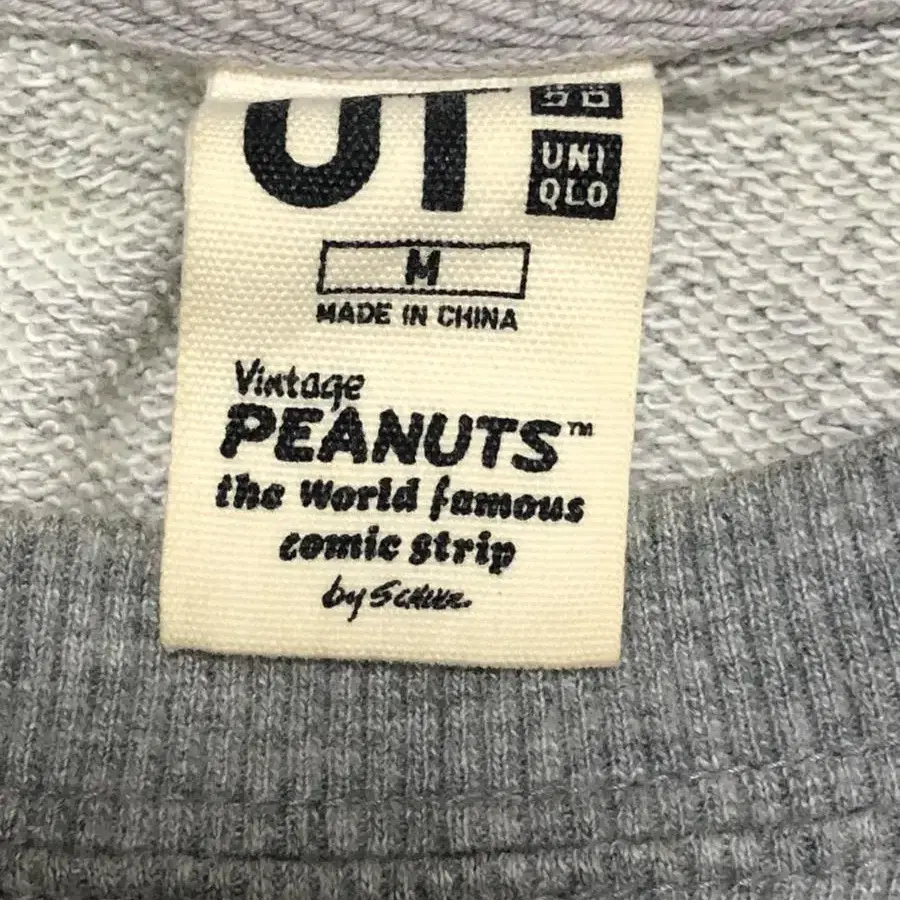 UT
UNI
QLO
M
MADE IN CHINA
Vintage
PEANUTS™
the World famous
comic strip
by Schulz